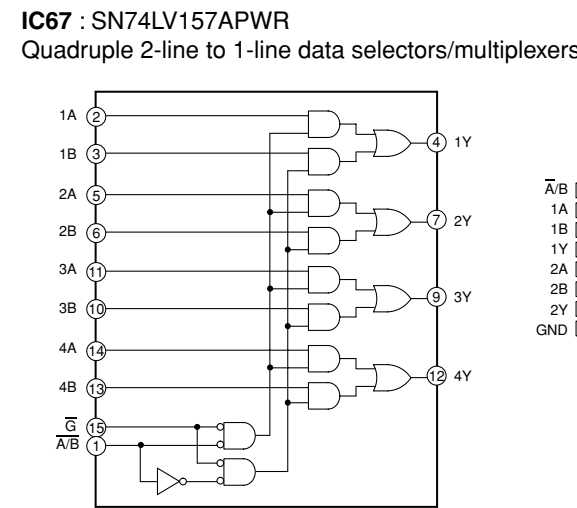 IC67 : SN74LV157APWR
Quadruple 2-line to 1-line data selectors/multiplexers
1A 2
1B 3
4 1Y
2A 5
2B 6
7 2Y
3A 11
3B 10
9 3Y
4A 14
4B 13
12 4Y
G̅ 15
A̅/̅B̅ 1
A̅/B
1A
1B
1Y
2A
2B
2Y
GND